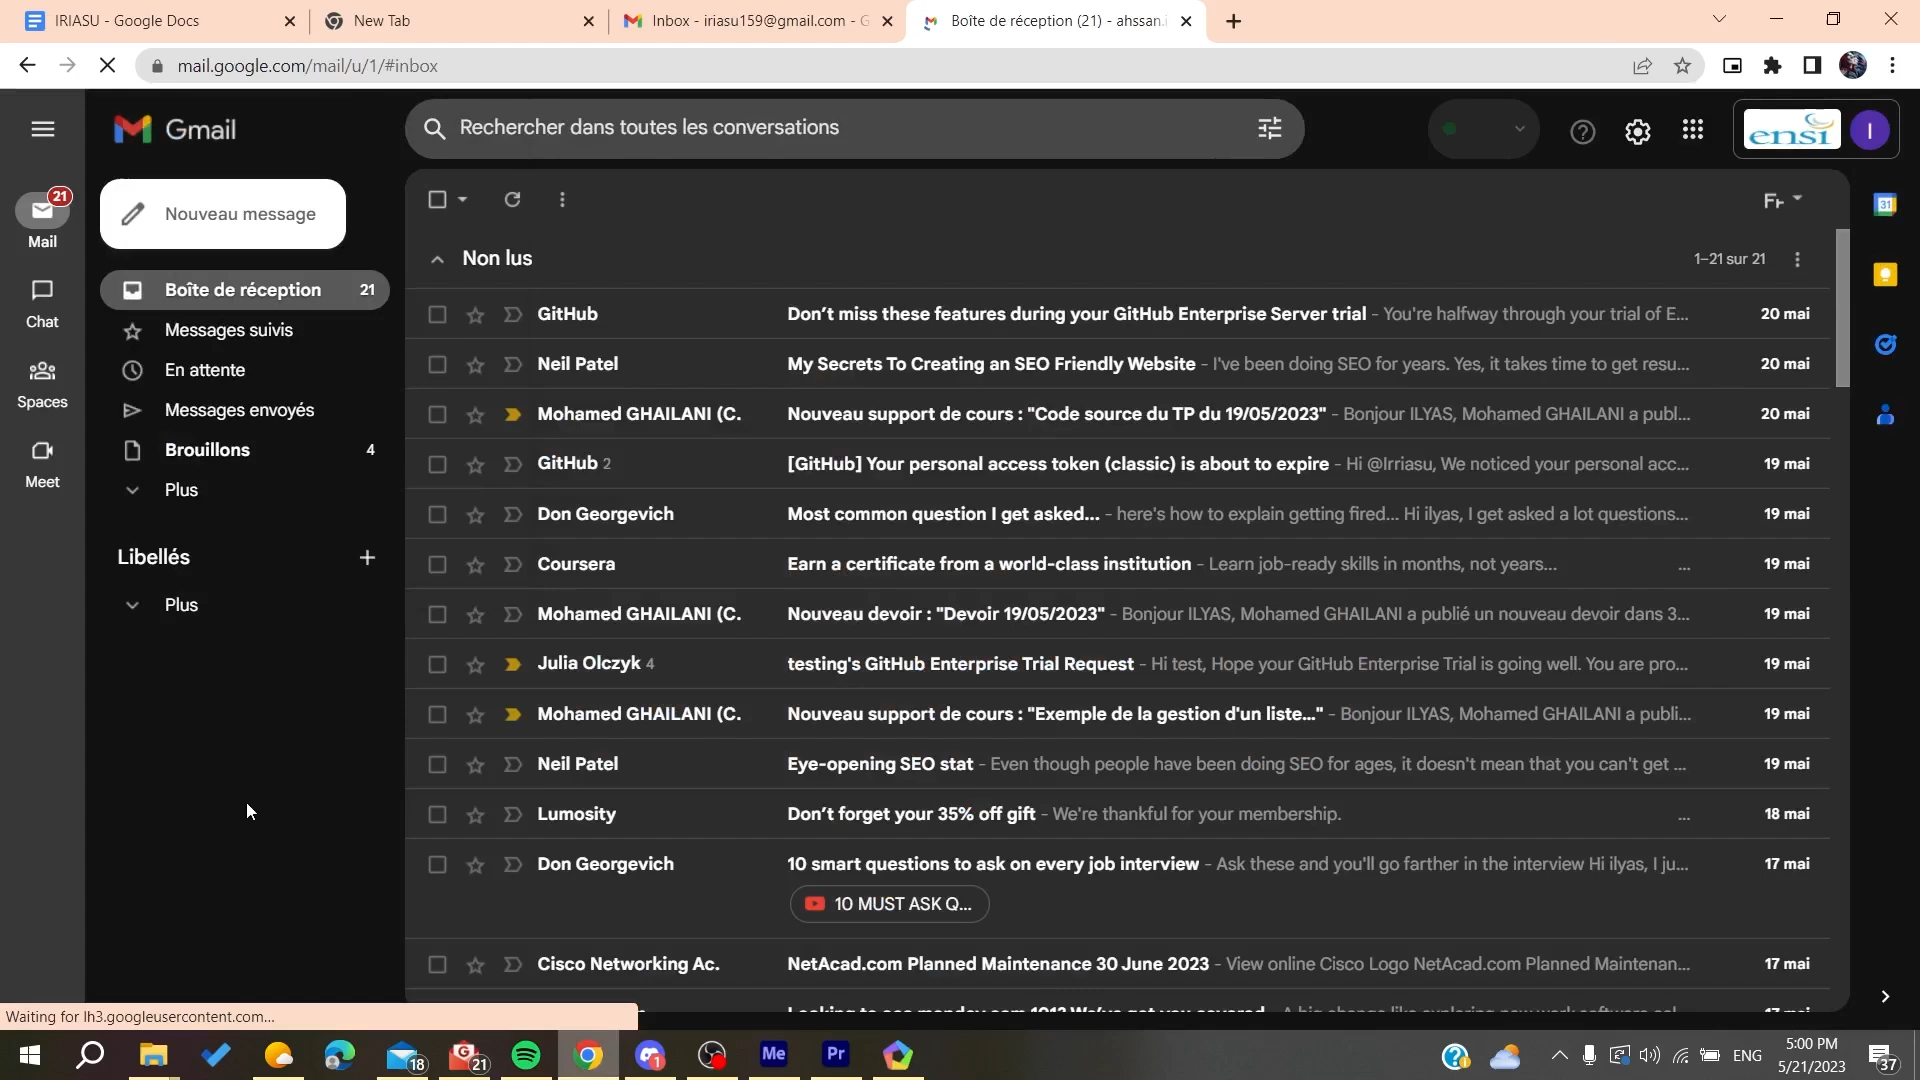 IRIASU - Google Docs
New Tab
Inbox - iriasu159@gmail.com - G
Boîte de réception (21) - ahssan.i
mail.google.com/mail/u/1/#inbox
Gmail
Rechercher dans toutes les conversations
ensi
I
21
Mail
Chat
Spaces
Meet
Nouveau message
Boîte de réception 21
Messages suivis
En attente
Messages envoyés
Brouillons 4
Plus
Libellés
Plus
Fr
Non lus 1–21 sur 21
GitHub Don’t miss these features during your GitHub Enterprise Server trial - You're halfway through your trial of E... 20 mai
Neil Patel My Secrets To Creating an SEO Friendly Website - I've been doing SEO for years. Yes, it takes time to get resu... 20 mai
Mohamed GHAILANI (C. Nouveau support de cours : "Code source du TP du 19/05/2023" - Bonjour ILYAS, Mohamed GHAILANI a publ... 20 mai
GitHub 2 [GitHub] Your personal access token (classic) is about to expire - Hi @Irriasu, We noticed your personal acc... 19 mai
Don Georgevich Most common question I get asked... - here's how to explain getting fired... Hi ilyas, I get asked a lot questions... 19 mai
Coursera Earn a certificate from a world-class institution - Learn job-ready skills in months, not years... ... 19 mai
Mohamed GHAILANI (C. Nouveau devoir : "Devoir 19/05/2023" - Bonjour ILYAS, Mohamed GHAILANI a publié un nouveau devoir dans 3... 19 mai
Julia Olczyk 4 testing's GitHub Enterprise Trial Request - Hi test, Hope your GitHub Enterprise Trial is going well. You are pro... 19 mai
Mohamed GHAILANI (C. Nouveau support de cours : "Exemple de la gestion d'un liste..." - Bonjour ILYAS, Mohamed GHAILANI a publi... 19 mai
Neil Patel Eye-opening SEO stat - Even though people have been doing SEO for ages, it doesn't mean that you can't get ... 19 mai
Lumosity Don’t forget your 35% off gift - We're thankful for your membership. ... 18 mai
Don Georgevich 10 smart questions to ask on every job interview - Ask these and you'll go farther in the interview Hi ilyas, I ju... 17 mai
10 MUST ASK Q...
Cisco Networking Ac. NetAcad.com Planned Maintenance 30 June 2023 - View online Cisco Logo NetAcad.com Planned Maintenan... 17 mai
Waiting for lh3.googleusercontent.com...
31
18
21
1
Me
Pr
ENG
5:00 PM
5/21/2023
37